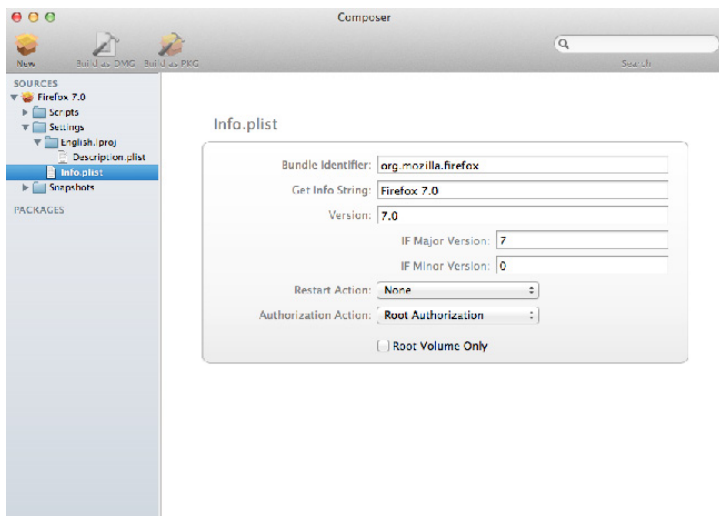 Composer
New
Build as DMG
Build as PKG
Search
SOURCES
Firefox 7.0
Scripts
Settings
English.lproj
Description.plist
Info.plist
Snapshots
PACKAGES
Info.plist
Bundle Identifier: org.mozilla.firefox
Get Info String: Firefox 7.0
Version: 7.0
IF Major Version: 7
IF Minor Version: 0
Restart Action: None
Authorization Action: Root Authorization
Root Volume Only